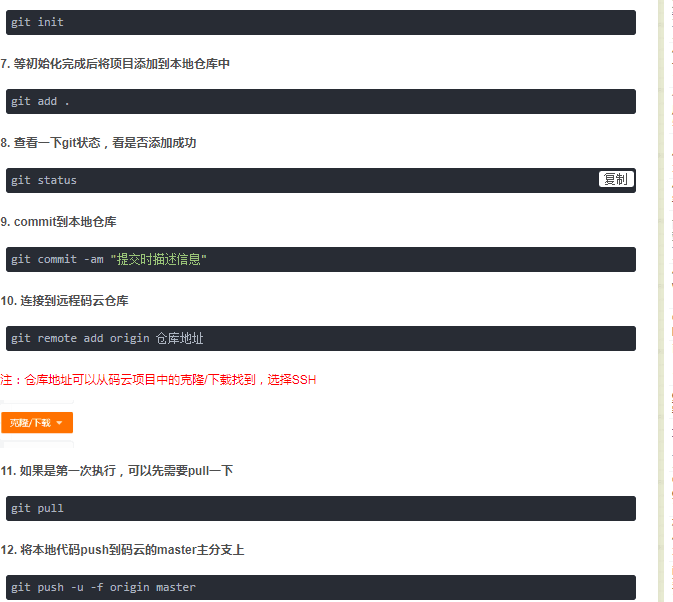 git init
7. 等初始化完成后将项目添加到本地仓库中
git add .
8. 查看一下git状态，看是否添加成功
git status
复制
9. commit到本地仓库
git commit -am "提交时描述信息"
10. 连接到远程码云仓库
git remote add origin 仓库地址
注：仓库地址可以从码云项目中的克隆/下载找到，选择SSH
克隆/下载
11. 如果是第一次执行，可以先需要pull一下
git pull
12. 将本地代码push到码云的master主分支上
git push -u -f origin master